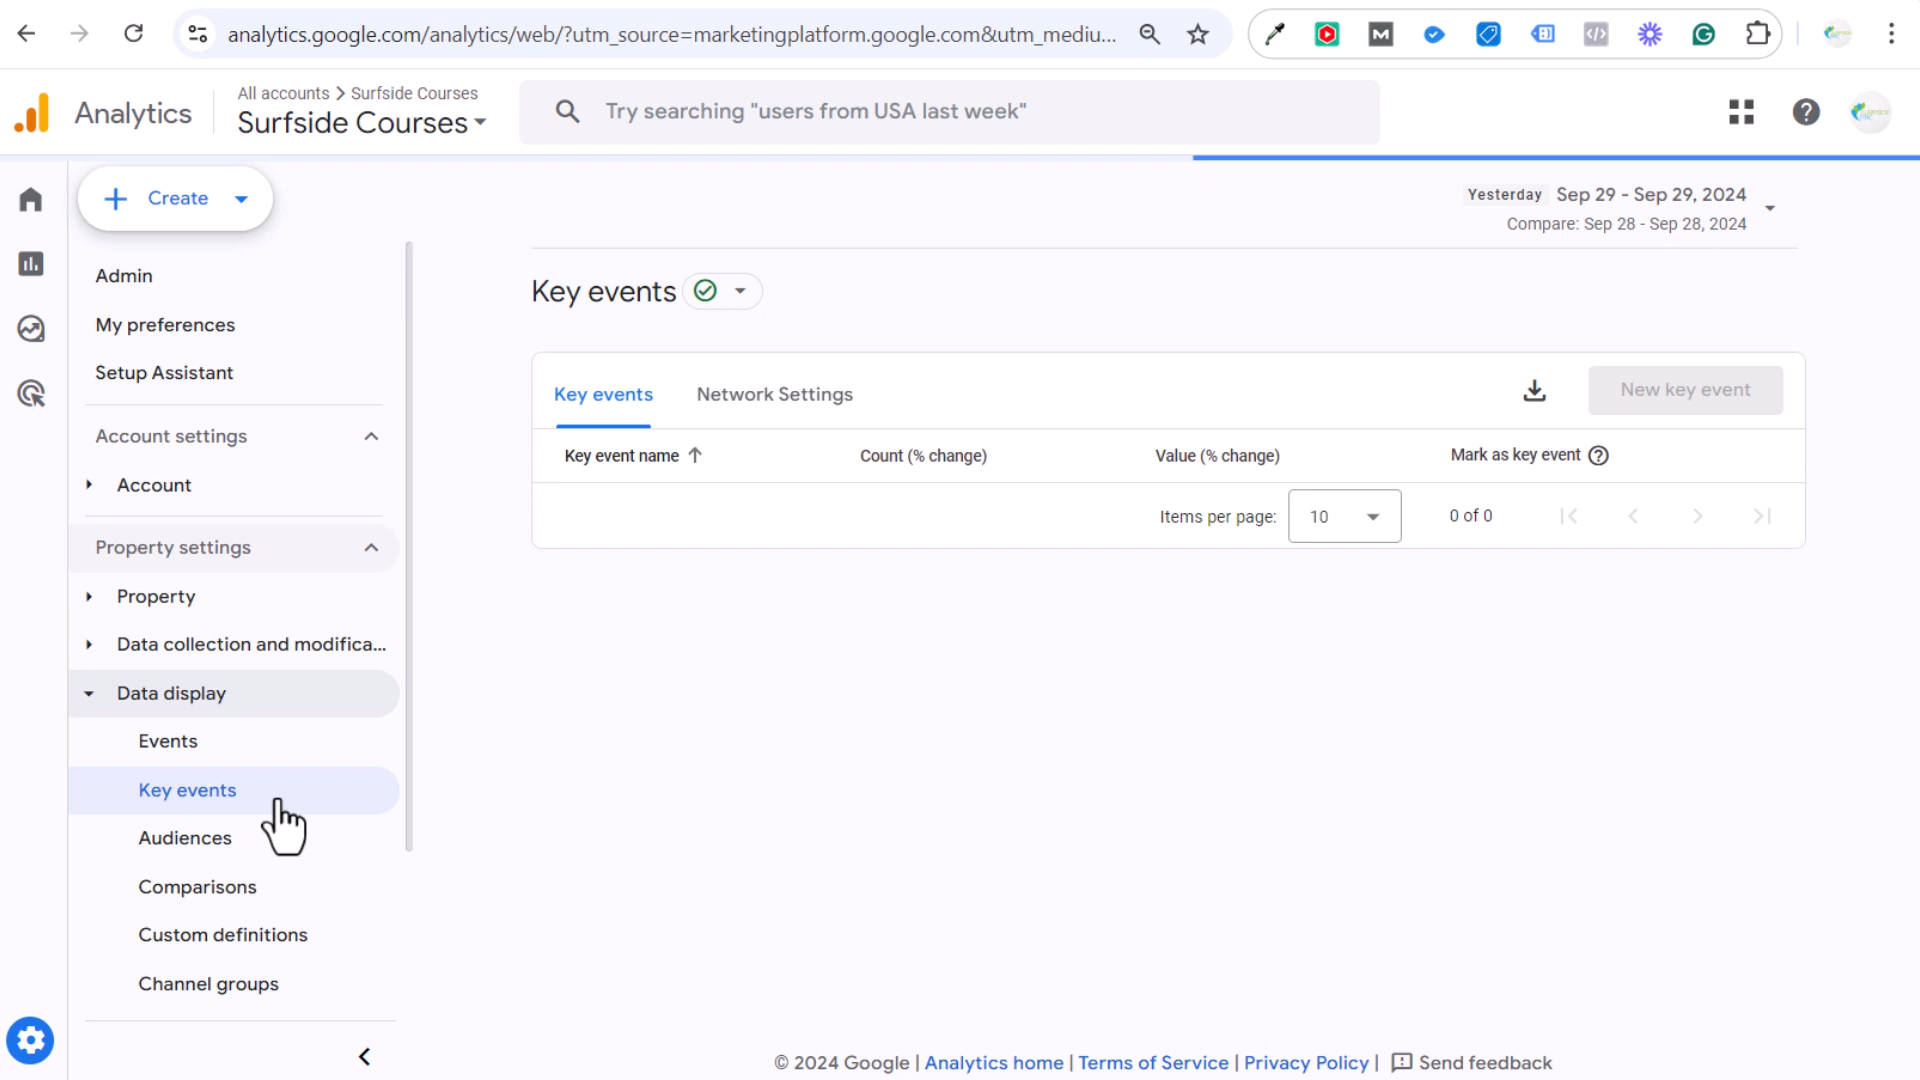 analytics.google.com/analytics/web/?utm_source=marketingplatform.google.com&utm_mediu...
Analytics
All accounts > Surfside Courses
Surfside Courses
Try searching "users from USA last week"
Create
Yesterday Sep 29 - Sep 29, 2024
Compare: Sep 28 - Sep 28, 2024
Admin
My preferences
Setup Assistant
Account settings
Account
Property settings
Property
Data collection and modifica...
Data display
Events
Key events
Audiences
Comparisons
Custom definitions
Channel groups
Key events
Key events Network Settings New key event
Key event name Count (% change) Value (% change) Mark as key event
Items per page: 10 0 of 0
© 2024 Google | Analytics home | Terms of Service | Privacy Policy | Send feedback